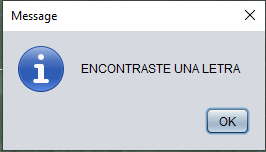 Message
ENCONTRASTE UNA LETRA
OK